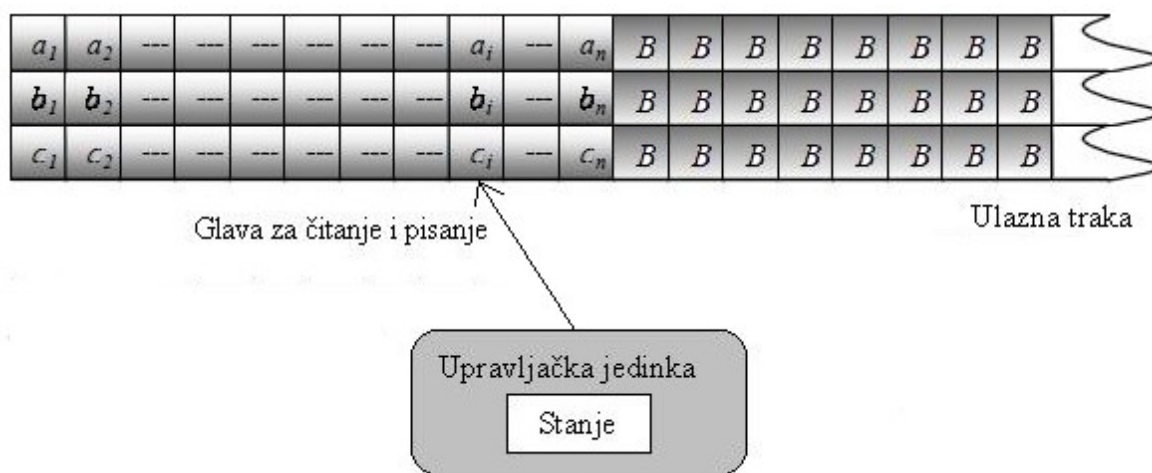 a1 a2 --- --- --- --- --- --- ai --- an B B B B B B B B
b1 b2 --- --- --- --- --- --- bi --- bn B B B B B B B B
c1 c2 --- --- --- --- --- --- ci --- cn B B B B B B B B
Glava za čitanje i pisanje
Ulazna traka
Upravljačka jedinka
Stanje